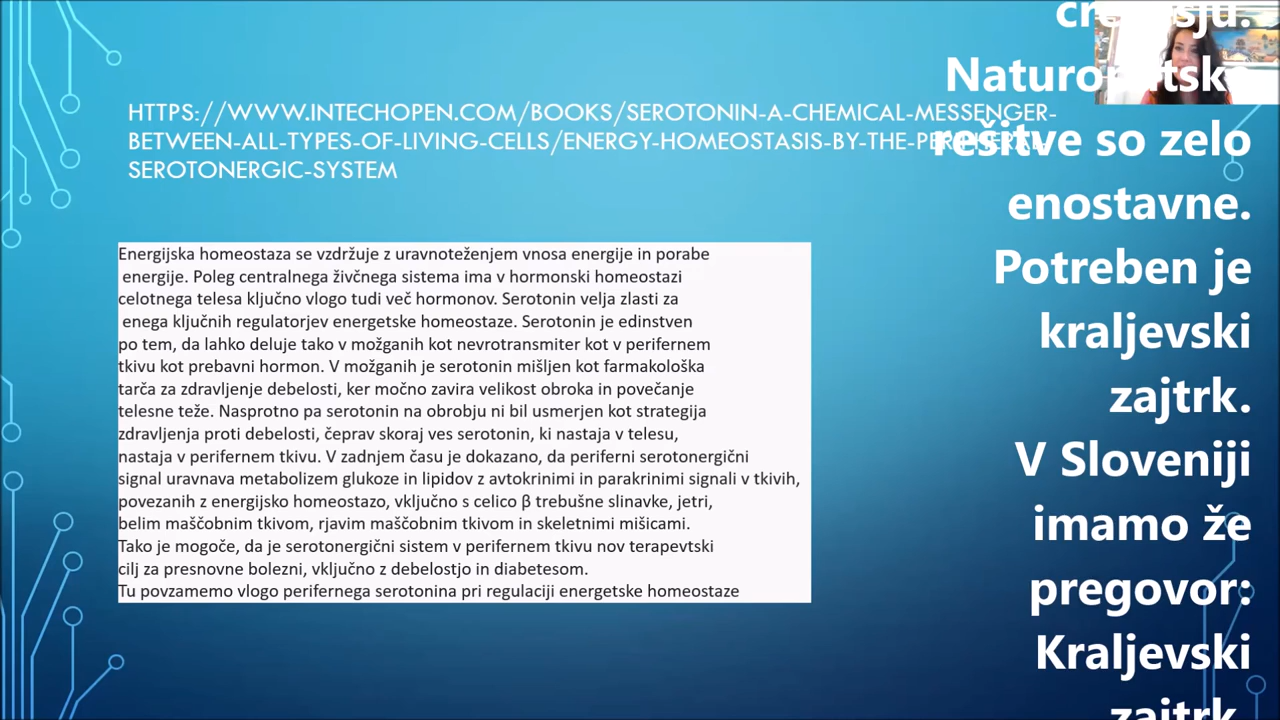 HTTPS://WWW.INTECHOPEN.COM/BOOKS/SEROTONIN-A-CHEMICAL-MESSENGER-
BETWEEN-ALL-TYPES-OF-LIVING-CELLS/ENERGY-HOMEOSTASIS-BY-THE-
SEROTONERGIC-SYSTEM
Energijska homeostaza se vzdržuje z uravnoteženjem vnosa energije in porabe
energije. Poleg centralnega živčnega sistema ima v hormonski homeostazi
celotnega telesa ključno vlogo tudi več hormonov. Serotonin velja zlasti za
enega ključnih regulatorjev energetske homeostaze. Serotonin je edinstven
po tem, da lahko deluje tako v možganih kot nevrotransmiter kot v perifernem
tkivu kot prebavni hormon. V možganih je serotonin mišljen kot farmakološka
tarča za zdravljenje debelosti, ker močno zavira velikost obroka in povečanje
telesne teže. Nasprotno pa serotonin na obrobju ni bil usmerjen kot strategija
zdravljenja proti debelosti, čeprav skoraj ves serotonin, ki nastaja v telesu,
nastaja v perifernem tkivu. V zadnjem času je dokazano, da periferni serotonergični
signal uravnava metabolizem glukoze in lipidov z avtokrinimi in parakrinimi signali v tkivih,
povezanih z energijsko homeostazo, vključno s celico β trebušne slinavke, jetri,
belim maščobnim tkivom, rjavim maščobnim tkivom in skeletnimi mišicami.
Tako je mogoče, da je serotonergični sistem v perifernem tkivu nov terapevtski
cilj za presnovne bolezni, vključno z debelostjo in diabetesom.
Tu povzamemo vlogo perifernega serotonina pri regulaciji energetske homeostaze
rešitve so zelo
enostavne.
Potreben je
kraljevski
zajtrk.
V Sloveniji
imamo že
pregovor:
Kraljevski
zajtrk,